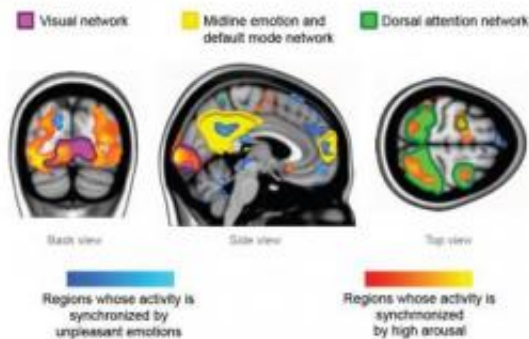 Visual network
Midline emotion and
default mode network
Dorsal attention network
Back view
Side view
Top view
Regions whose activity is
synchronized by
unpleasant emotions
Regions whose activity is
synchronized
by high arousal